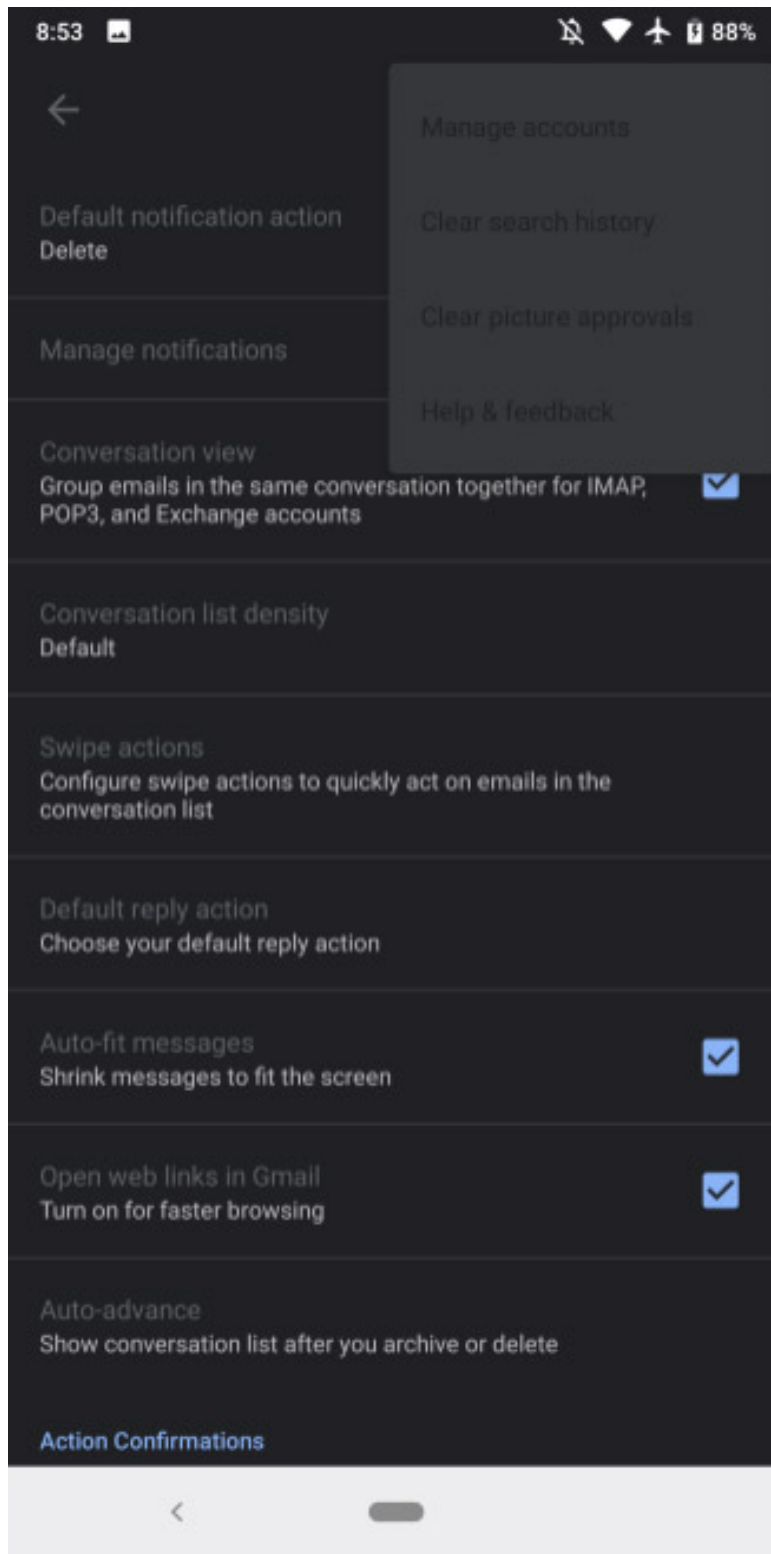 8:53
88%
Manage accounts
Clear search history
Clear picture approvals
Help & feedback
Default notification action
Delete
Manage notifications
Conversation view
Group emails in the same conversation together for IMAP,
POP3, and Exchange accounts
Conversation list density
Default
Swipe actions
Configure swipe actions to quickly act on emails in the
conversation list
Default reply action
Choose your default reply action
Auto-fit messages
Shrink messages to fit the screen
Open web links in Gmail
Turn on for faster browsing
Auto-advance
Show conversation list after you archive or delete
Action Confirmations